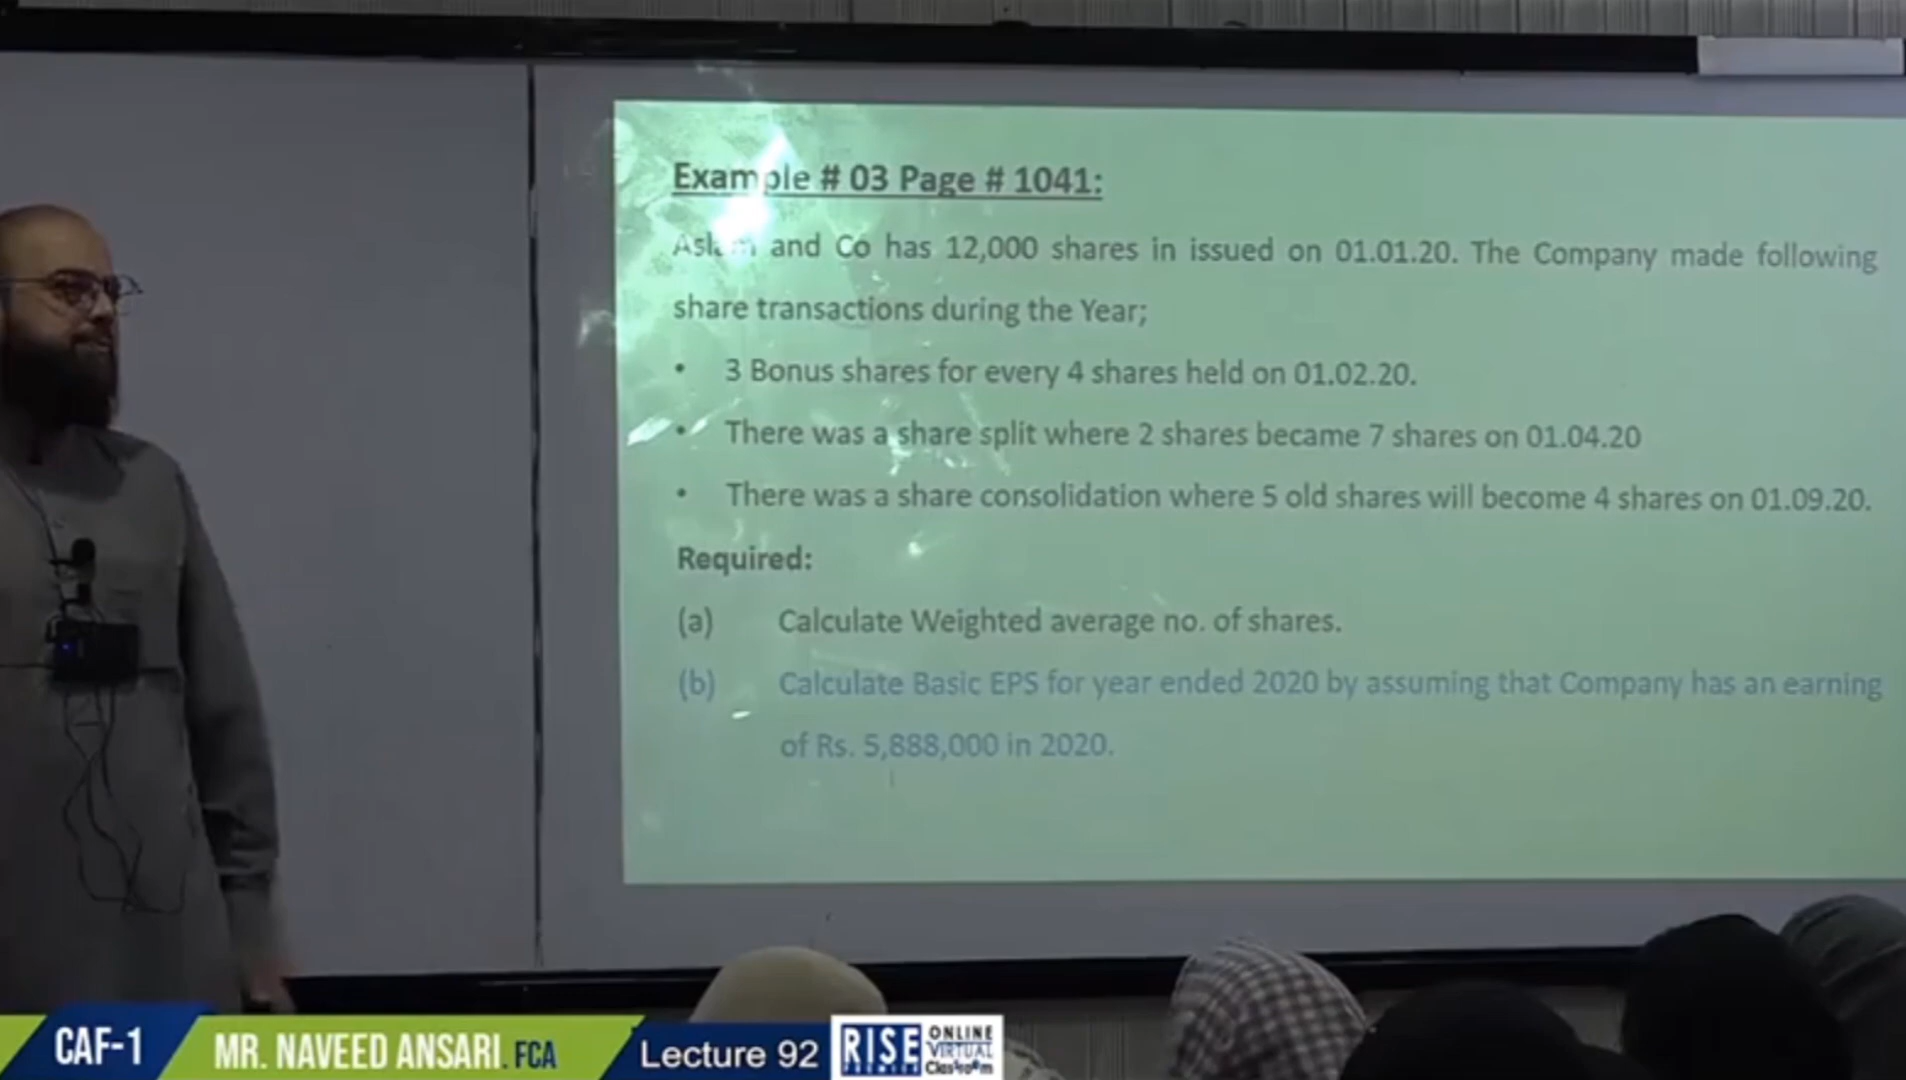 Example # 03 Page # 1041:
Aslam and Co has 12,000 shares in issued on 01.01.20. The Company made following
share transactions during the Year;
• 3 Bonus shares for every 4 shares held on 01.02.20.
• There was a share split where 2 shares became 7 shares on 01.04.20
• There was a share consolidation where 5 old shares will become 4 shares on 01.09.20.
Required:
(a) Calculate Weighted average no. of shares.
(b) Calculate Basic EPS for year ended 2020 by assuming that Company has an earning
of Rs. 5,888,000 in 2020.
CAF-1 MR. NAVEED ANSARI. FCA Lecture 92 RISE
ONLINE
VIRTUAL
Classroom